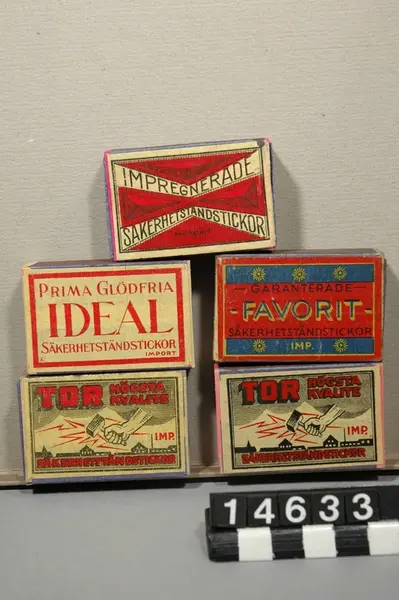 IMPREGNERADE
SÄKERHETSTÄNDSTICKOR
IMPORT
PRIMA GLÖDFRIA
IDEAL
SÄKERHETSTÄNDSTICKOR
IMPORT
GARANTERADE
-FAVORIT-
SÄKERHETSTÄNDSTICKOR
IMP.
TOR HÖGSTA
KVALITE
IMP.
SÄKERHETSTÄNDSTICKOR
TOR HÖGSTA
KVALITE
IMP.
SÄKERHETSTÄNDSTICKOR
14633